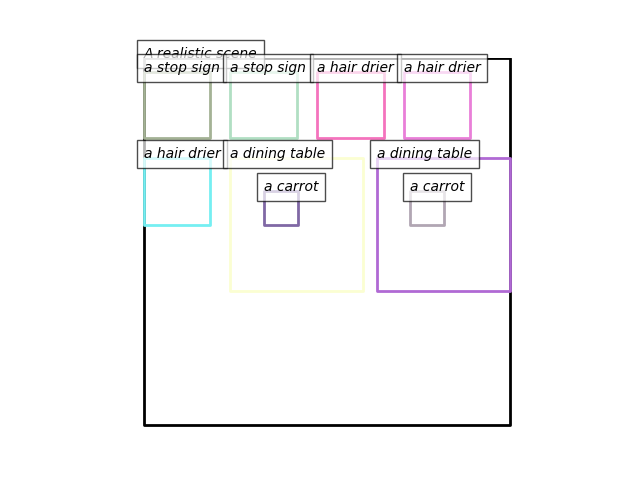 A realistic scene
a stop sign
a stop sign
a hair drier
a hair drier
a hair drier
a dining table
a dining table
a carrot
a carrot